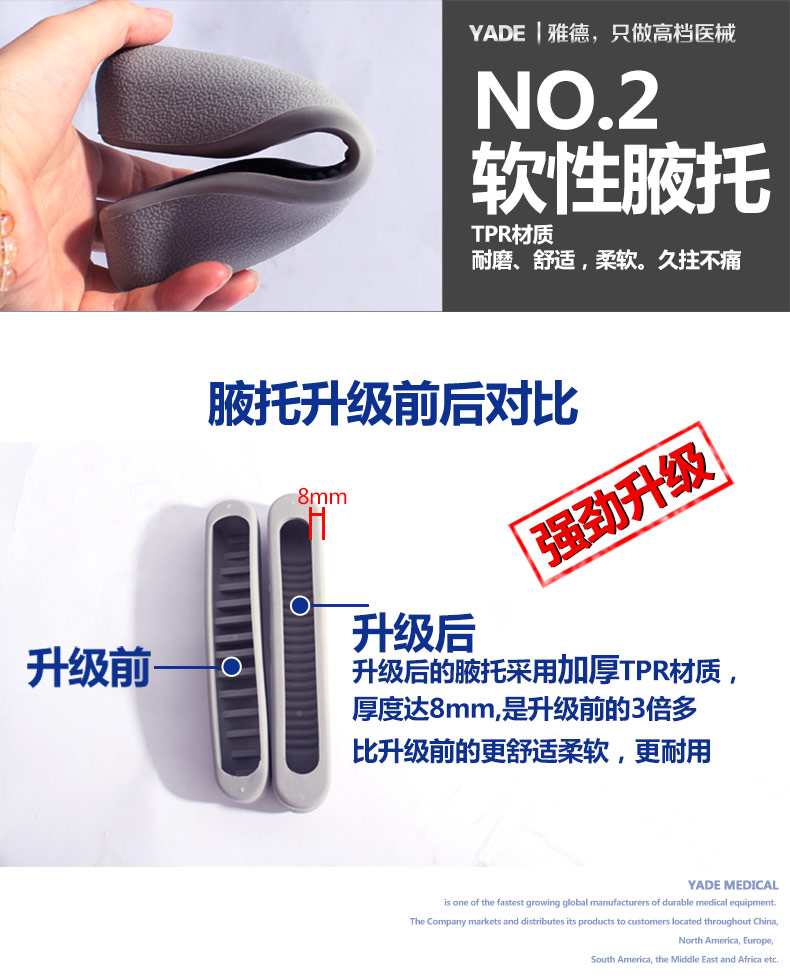 YADE | 雅德，只做高档医械
NO.2
软性腋托
TPR材质
耐磨、舒适，柔软。久拄不痛
腋托升级前后对比
强劲升级
8mm
升级后
升级前
升级后的腋托采用加厚TPR材质，
厚度达8mm,是升级前的3倍多
比升级前的更舒适柔软，更耐用
YADE MEDICAL
is one of the fastest growing global manufacturers of durable medical equipment.
The Company markets and distributes its products to customers located throughout China,
North America, Europe,
South America, the Middle East and Africa etc.